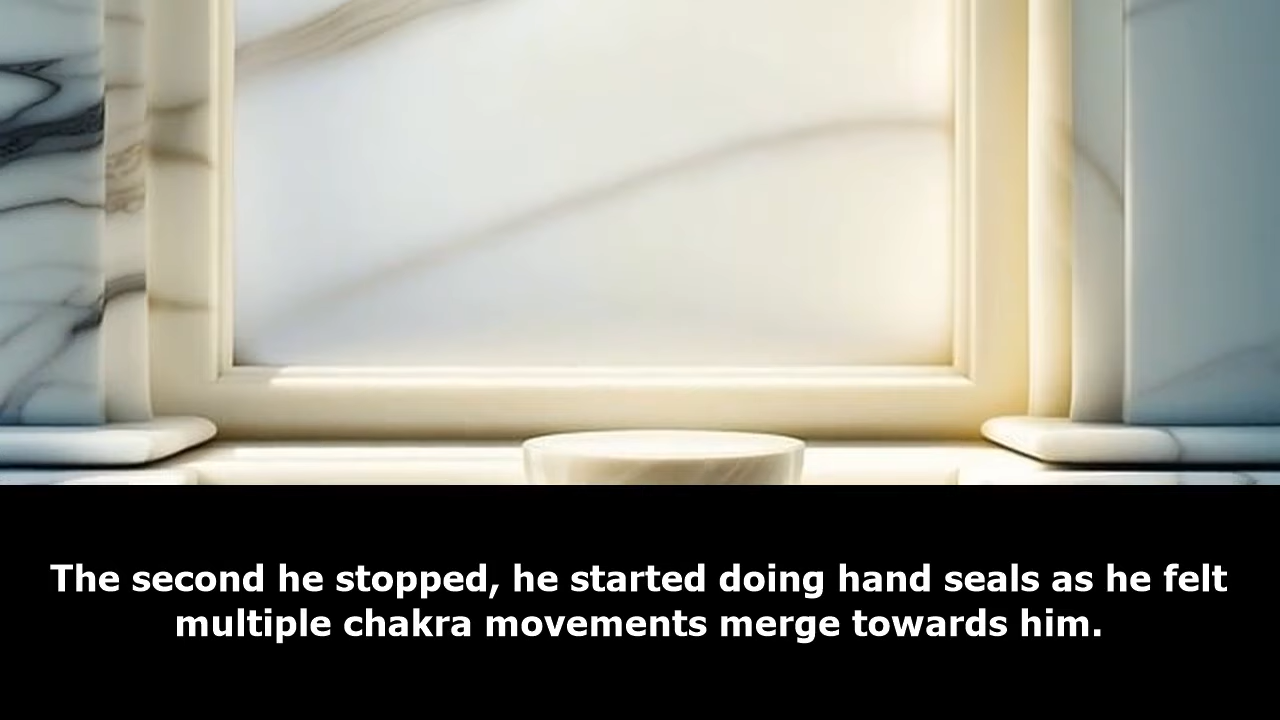 The second he stopped, he started doing hand seals as he felt
multiple chakra movements merge towards him.